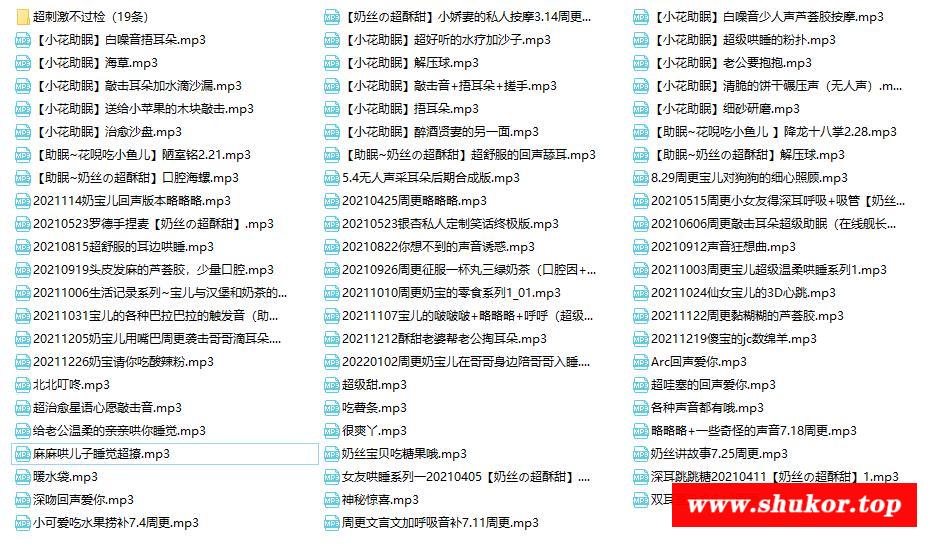 超刺激不过检（19条）
【奶丝の超酥甜】小娇妻的私人按摩3.14周更...
【小花助眠】白噪音少人声芦荟胶按摩.mp3
【小花助眠】白噪音捂耳朵.mp3
【小花助眠】超好听的水疗加沙子.mp3
【小花助眠】超级哄睡的粉扑.mp3
【小花助眠】海草.mp3
【小花助眠】解压球.mp3
【小花助眠】老公要抱抱.mp3
【小花助眠】敲击耳朵加水滴沙漏.mp3
【小花助眠】敲击音+捂耳朵+搓手.mp3
【小花助眠】清脆的饼干碾压声（无人声）.m...
【小花助眠】送给小苹果的木块敲击.mp3
【小花助眠】捂耳朵.mp3
【小花助眠】细砂研磨.mp3
【小花助眠】治愈沙盘.mp3
【小花助眠】醉酒贤妻的另一面.mp3
【助眠~花呗吃小鱼儿 】降龙十八掌2.28.mp3
【助眠~花呗吃小鱼儿】陋室铭2.21.mp3
【助眠~奶丝の超酥甜】超舒服的回声舔耳.mp3
【助眠~奶丝の超酥甜】解压球.mp3
【助眠~奶丝の超酥甜】口腔海螺.mp3
5.4无人声采耳朵后期合成版.mp3
8.29周更宝儿对狗狗的细心照顾.mp3
2021114奶宝儿回声版本略略略.mp3
20210425周更略略略.mp3
20210515周更小女友得深耳呼吸+吸管【奶丝...
20210523罗德手捏麦【奶丝の超酥甜】.mp3
20210523银杏私人定制笑话终极版.mp3
20210606周更敲击耳朵超级助眠（在线舰长...
20210815超舒服的耳边哄睡.mp3
20210822你想不到的声音诱惑.mp3
20210912声音狂想曲.mp3
20210919头皮发麻的芦荟胶，少量口腔.mp3
20210926周更征服一杯丸三绿奶茶（口腔因+...
20211003周更宝儿超级温柔哄睡系列1.mp3
20211006生活记录系列~宝儿与汉堡和奶茶的...
20211010周更奶宝的零食系列1_01.mp3
20211024仙女宝儿的3D心跳.mp3
20211031宝儿的各种巴拉巴拉的触发音（助...
20211107宝儿的啵啵啵+略略略+呼呼（超级...
20211122周更黏糊糊的芦荟胶.mp3
20211205奶宝儿用嘴巴周更袭击哥哥滴耳朵....
20211212酥甜老婆帮老公掏耳朵.mp3
20211219傻宝的jc数绵羊.mp3
20211226奶宝请你吃酸辣粉.mp3
20220102周更奶宝儿在哥哥身边陪哥哥入睡....
Arc回声爱你.mp3
北北叮咚.mp3
超级甜.mp3
超哇塞的回声爱你.mp3
超治愈星语心愿敲击音.mp3
吃薯条.mp3
各种声音都有哦.mp3
给老公温柔的亲亲哄你睡觉.mp3
很爽丫.mp3
略略略+一些奇怪的声音7.18周更.mp3
麻麻哄儿子睡觉超擦.mp3
奶丝宝贝吃糖果哦.mp3
奶丝讲故事7.25周更.mp3
暖水袋.mp3
女友哄睡系列一20210405【奶丝の超酥甜】....
深耳跳跳糖20210411【奶丝の超酥甜】1.mp3
深吻回声爱你.mp3
神秘惊喜.mp3
双耳
小可爱吃水果捞补7.4周更.mp3
周更文言文加呼吸音补7.11周更.mp3
www.shukor.top